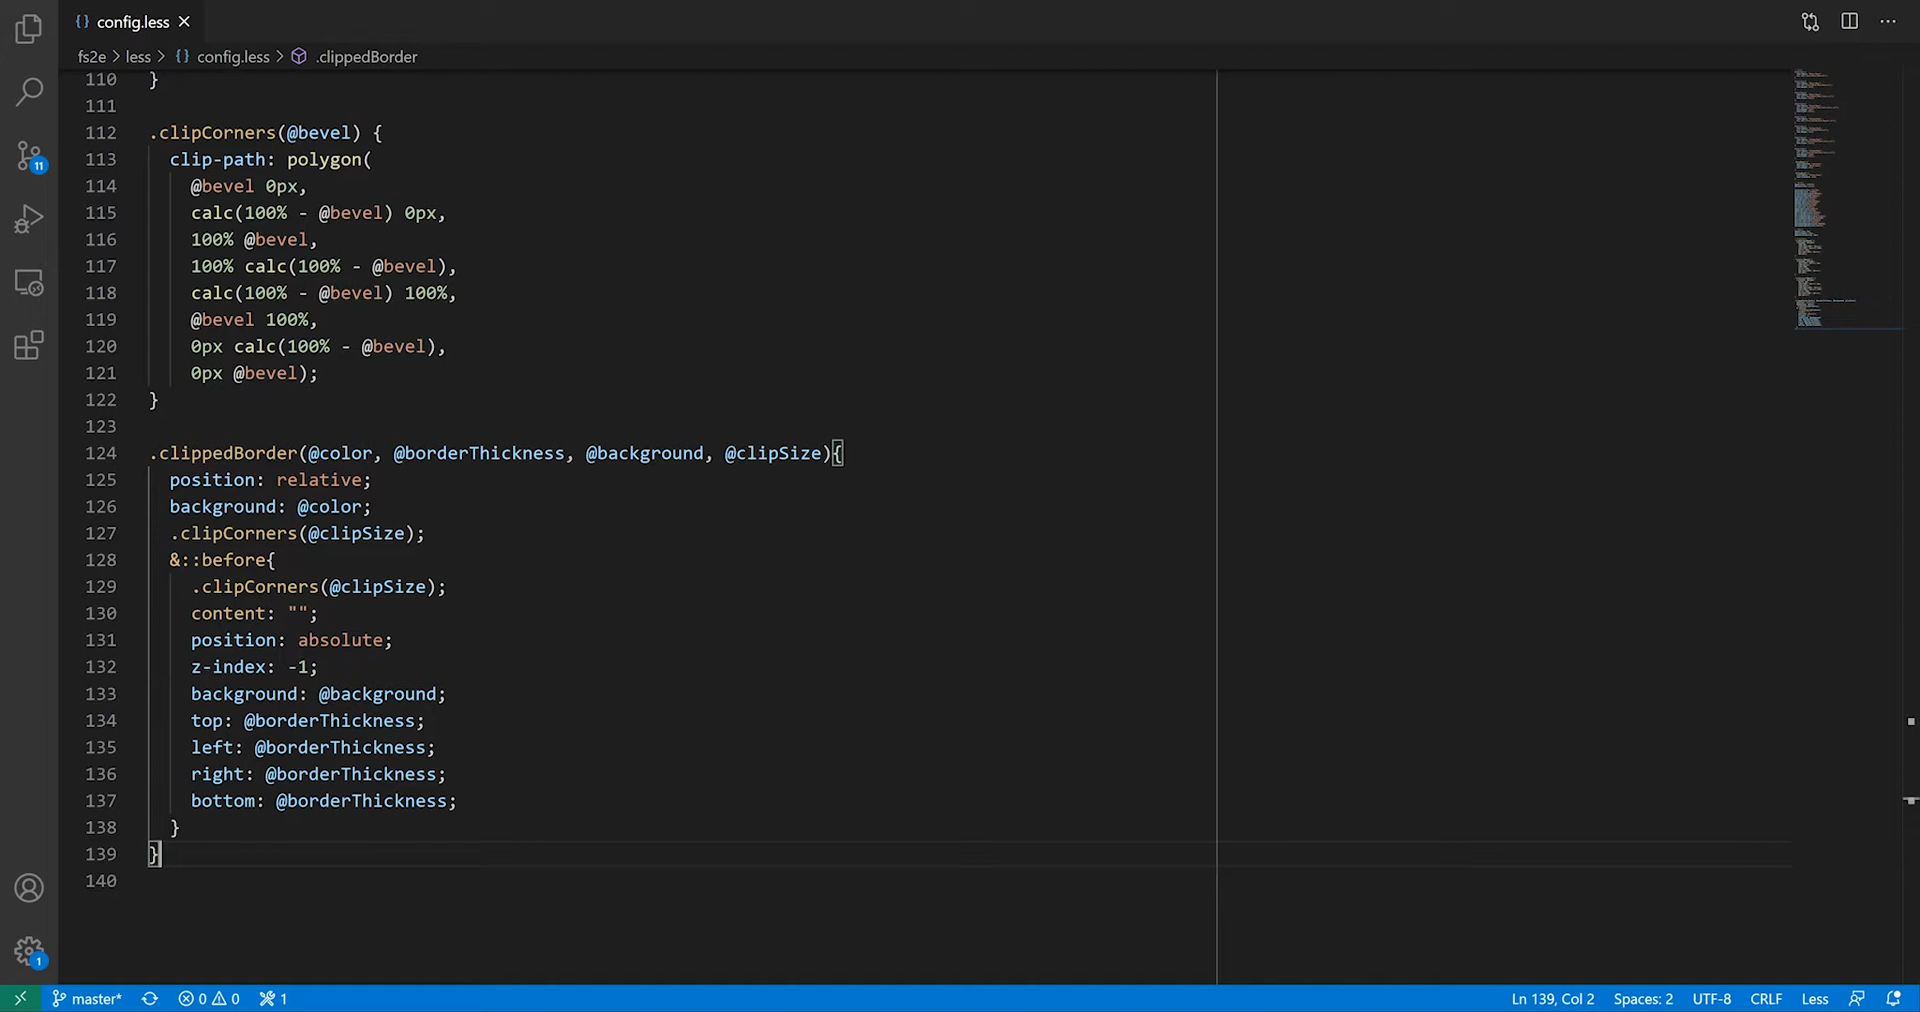 config.less
fs2e > less > {} config.less > .clippedBorder
110 }
111
112 .clipCorners(@bevel) {
113 clip-path: polygon(
114 @bevel 0px,
115 calc(100% - @bevel) 0px,
116 100% @bevel,
117 100% calc(100% - @bevel),
118 calc(100% - @bevel) 100%,
119 @bevel 100%,
120 0px calc(100% - @bevel),
121 0px @bevel);
122 }
123
124 .clippedBorder(@color, @borderThickness, @background, @clipSize){
125 position: relative;
126 background: @color;
127 .clipCorners(@clipSize);
128 &::before{
129 .clipCorners(@clipSize);
130 content: "";
131 position: absolute;
132 z-index: -1;
133 background: @background;
134 top: @borderThickness;
135 left: @borderThickness;
136 right: @borderThickness;
137 bottom: @borderThickness;
138 }
139 }
140
11
1
master* 0 0 1 Ln 139, Col 2 Spaces: 2 UTF-8 CRLF Less